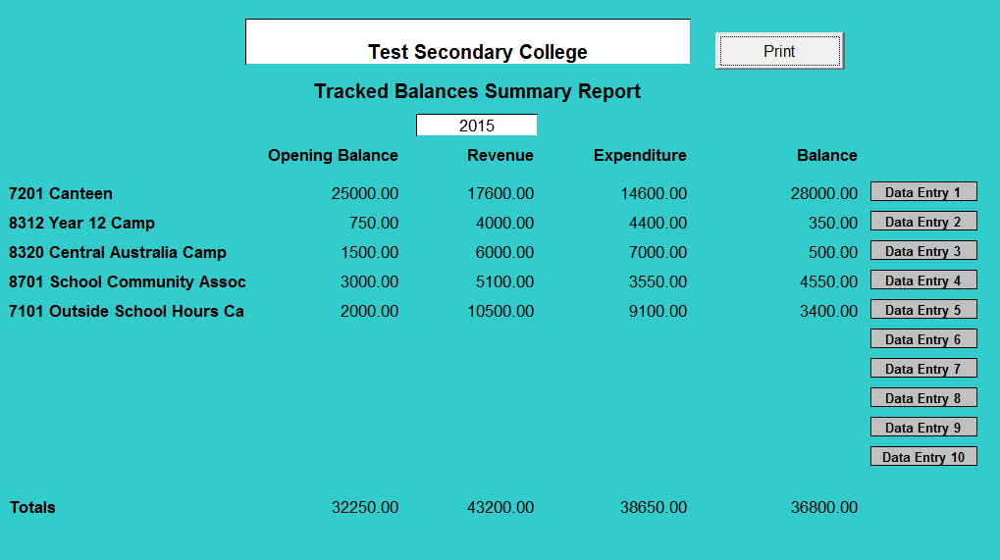 Test Secondary College
Print
Tracked Balances Summary Report
2015
Opening Balance Revenue Expenditure Balance
7201 Canteen 25000.00 17600.00 14600.00 28000.00 Data Entry 1
8312 Year 12 Camp 750.00 4000.00 4400.00 350.00 Data Entry 2
8320 Central Australia Camp 1500.00 6000.00 7000.00 500.00 Data Entry 3
8701 School Community Assoc 3000.00 5100.00 3550.00 4550.00 Data Entry 4
7101 Outside School Hours Ca 2000.00 10500.00 9100.00 3400.00 Data Entry 5
Data Entry 6
Data Entry 7
Data Entry 8
Data Entry 9
Data Entry 10
Totals 32250.00 43200.00 38650.00 36800.00